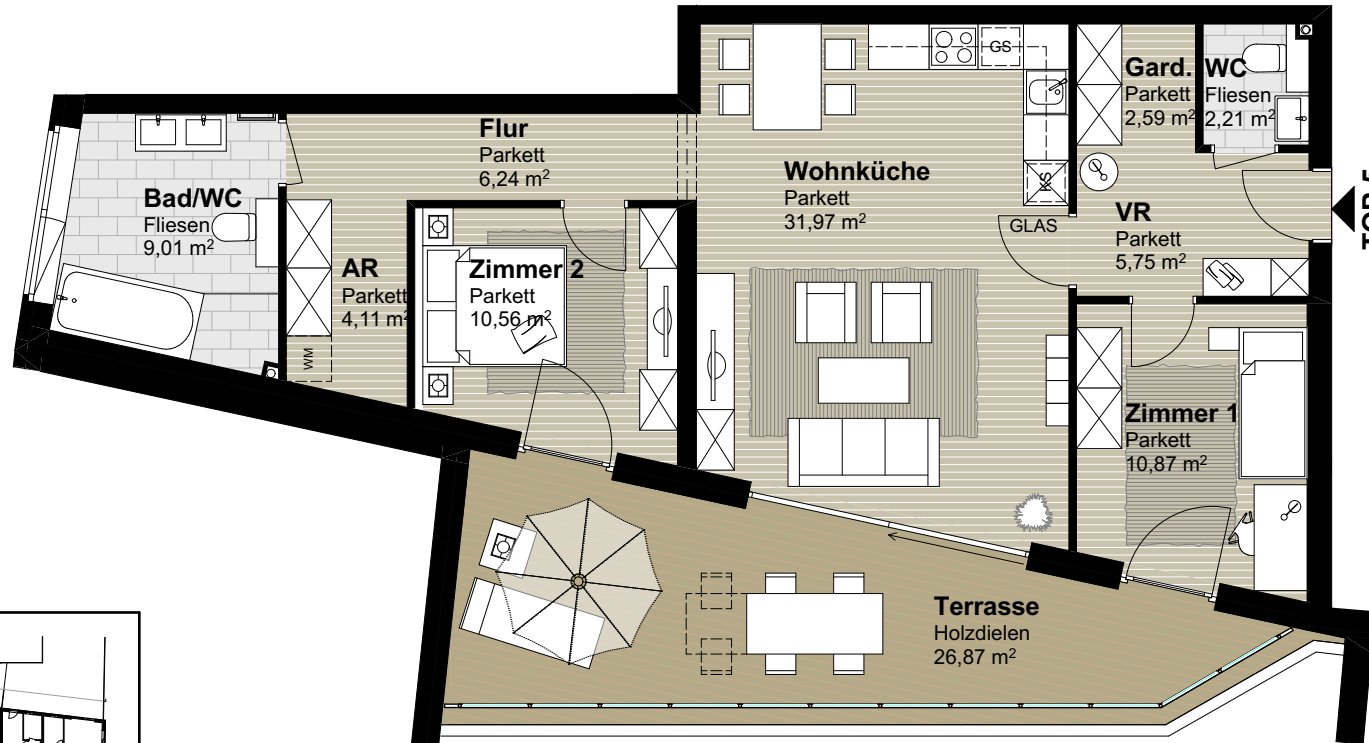 Bad/WC
Fliesen
9,01 m²
Flur
Parkett
6,24 m²
AR
Parkett
4,11 m²
WM
Zimmer 2
Parkett
10,56 m²
Wohnküche
Parkett
31,97 m²
GS
KS
GLAS
Gard.
Parkett
2,59 m²
WC
Fliesen
2,21 m²
VR
Parkett
5,75 m²
Zimmer 1
Parkett
10,87 m²
Terrasse
Holzdielen
26,87 m²